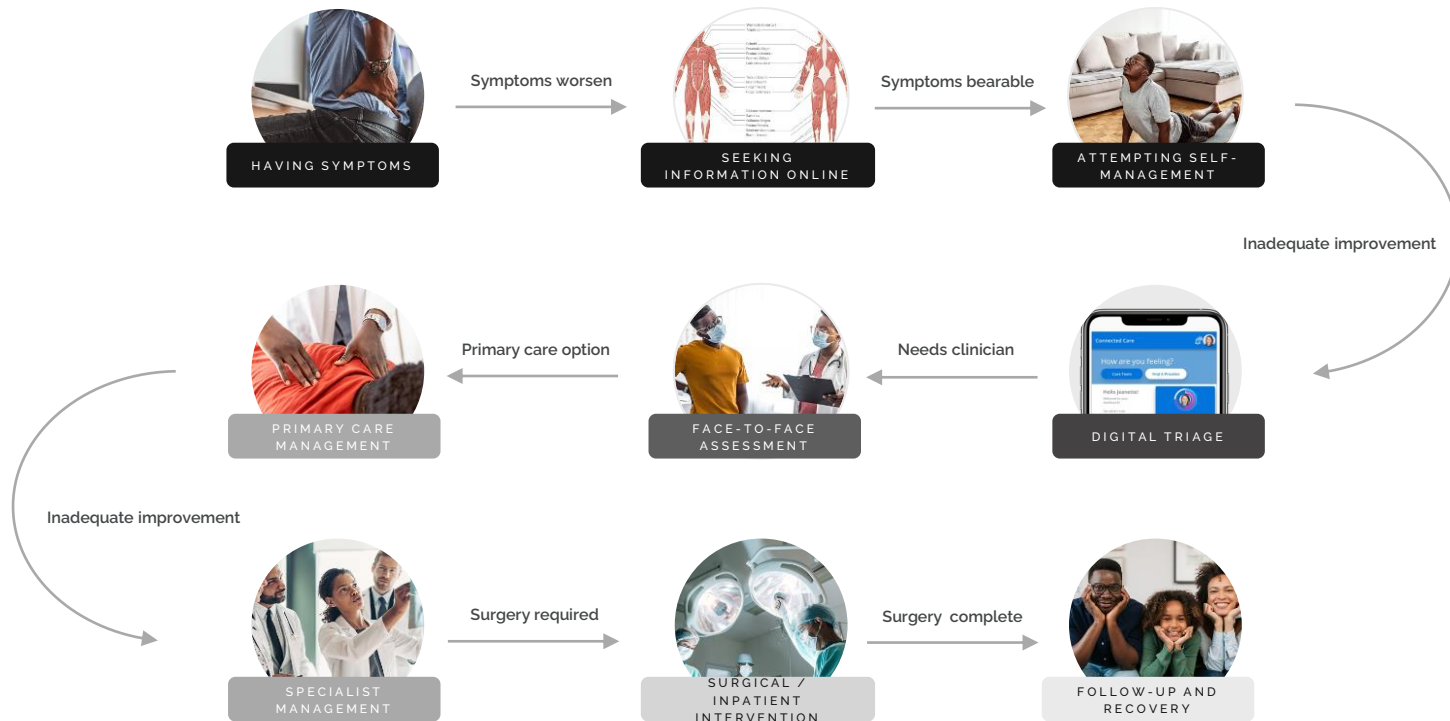 Symptoms worsen
Symptoms bearable
HAVING SYMPTOMS
SEEKING
INFORMATION ONLINE
ATTEMPTING SELF-
MANAGEMENT
Inadequate improvement
Primary care option
Needs clinician
Connected Care
How are you feeling?
Hello Jeanette!
PRIMARY CARE
MANAGEMENT
FACE-TO-FACE
ASSESSMENT
DIGITAL TRIAGE
Inadequate improvement
Surgery required
Surgery complete
SPECIALIST
MANAGEMENT
SURGICAL /
INPATIENT
INTERVENTION
FOLLOW-UP AND
RECOVERY